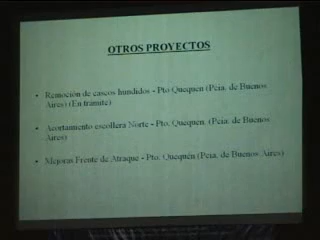 OTROS PROYECTOS
• Remoción de cascos hundidos - Pto Quequén (Pcia. de Buenos
Aires) (En trámite)
• Acortamiento escollera Norte - Pto. Quequén. (Pcia. de Buenos
Aires)
• Mejoras Frente de Atraque - Pto. Quequén (Pcia. de Buenos Aires)